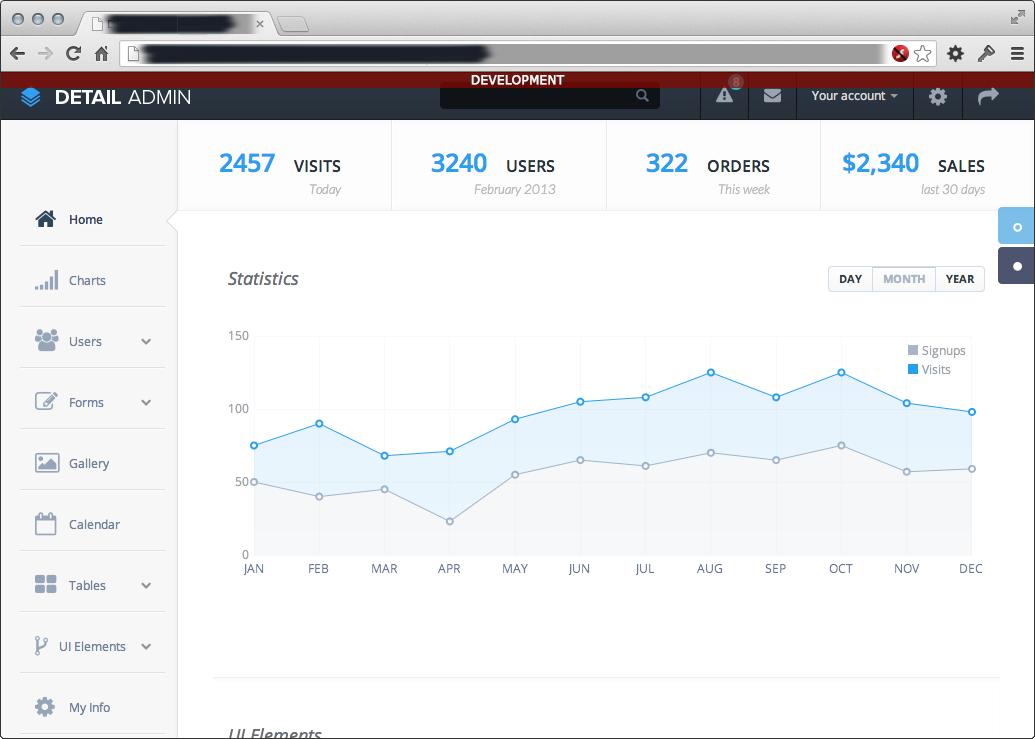 DEVELOPMENT
DETAIL ADMIN
8
Your account
2457 VISITS
Today
3240 USERS
February 2013
322 ORDERS
This week
$2,340 SALES
last 30 days
Home
Charts
Users
Forms
Gallery
Calendar
Tables
UI Elements
My Info
Statistics
DAY MONTH YEAR
150
100
50
0
Signups
Visits
JAN FEB MAR APR MAY JUN JUL AUG SEP OCT NOV DEC
UI Elements